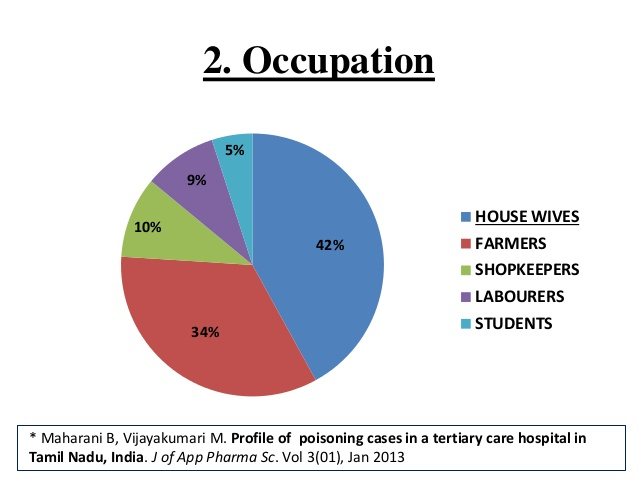 2. Occupation
5%
9%
10%
42%
34%
HOUSE WIVES
FARMERS
SHOPKEEPERS
LABOURERS
STUDENTS
* Maharani B, Vijayakumari M. Profile of poisoning cases in a tertiary care hospital in
Tamil Nadu, India. J of App Pharma Sc. Vol 3(01), Jan 2013